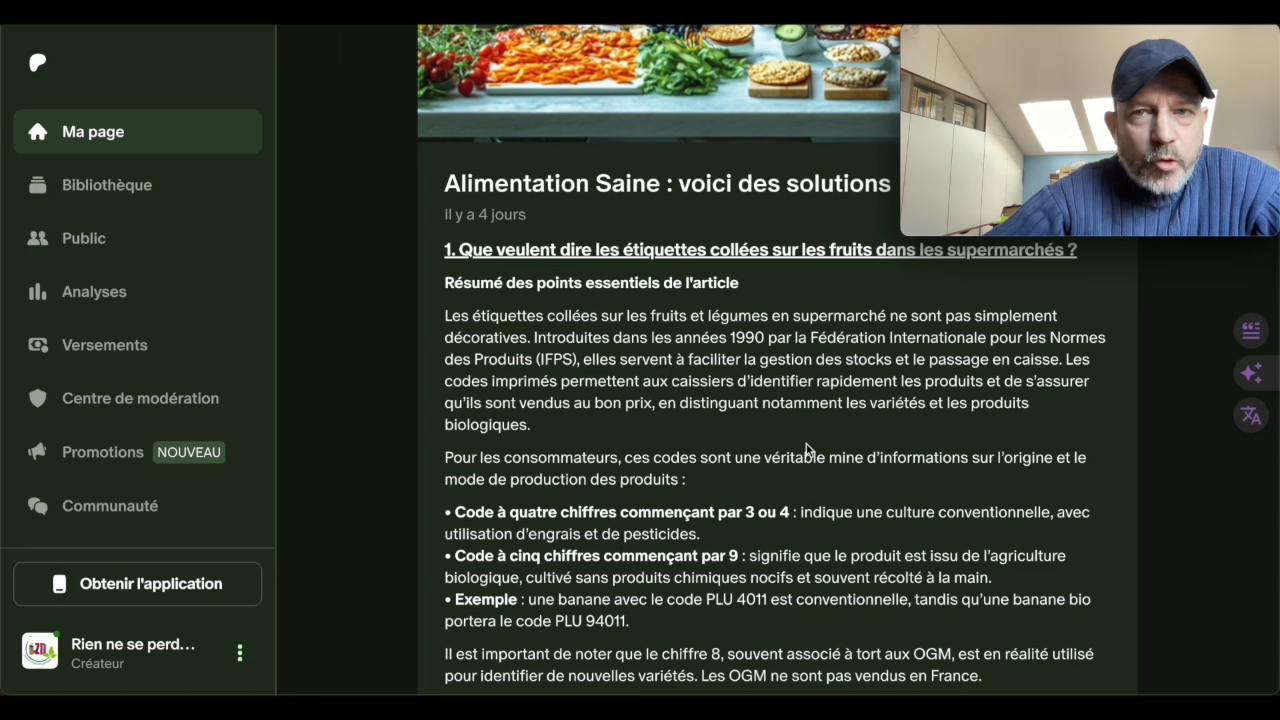 Ma page
Bibliothèque
Public
Analyses
Versements
Centre de modération
Promotions NOUVEAU
Communauté
Obtenir l'application
Rien ne se perd…
Créateur
Alimentation Saine : voici des solutions
il y a 4 jours
1. Que veulent dire les étiquettes collées sur les fruits dans les supermarchés ?
Résumé des points essentiels de l'article
Les étiquettes collées sur les fruits et légumes en supermarché ne sont pas simplement
décoratives. Introduites dans les années 1990 par la Fédération Internationale pour les Normes
des Produits (IFPS), elles servent à faciliter la gestion des stocks et le passage en caisse. Les
codes imprimés permettent aux caissiers d'identifier rapidement les produits et de s'assurer
qu'ils sont vendus au bon prix, en distinguant notamment les variétés et les produits
biologiques.
Pour les consommateurs, ces codes sont une véritable mine d'informations sur l'origine et le
mode de production des produits :
• Code à quatre chiffres commençant par 3 ou 4 : indique une culture conventionnelle, avec
utilisation d'engrais et de pesticides.
• Code à cinq chiffres commençant par 9 : signifie que le produit est issu de l'agriculture
biologique, cultivé sans produits chimiques nocifs et souvent récolté à la main.
• Exemple : une banane avec le code PLU 4011 est conventionnelle, tandis qu'une banane bio
portera le code PLU 94011.
Il est important de noter que le chiffre 8, souvent associé à tort aux OGM, est en réalité utilisé
pour identifier de nouvelles variétés. Les OGM ne sont pas vendus en France.